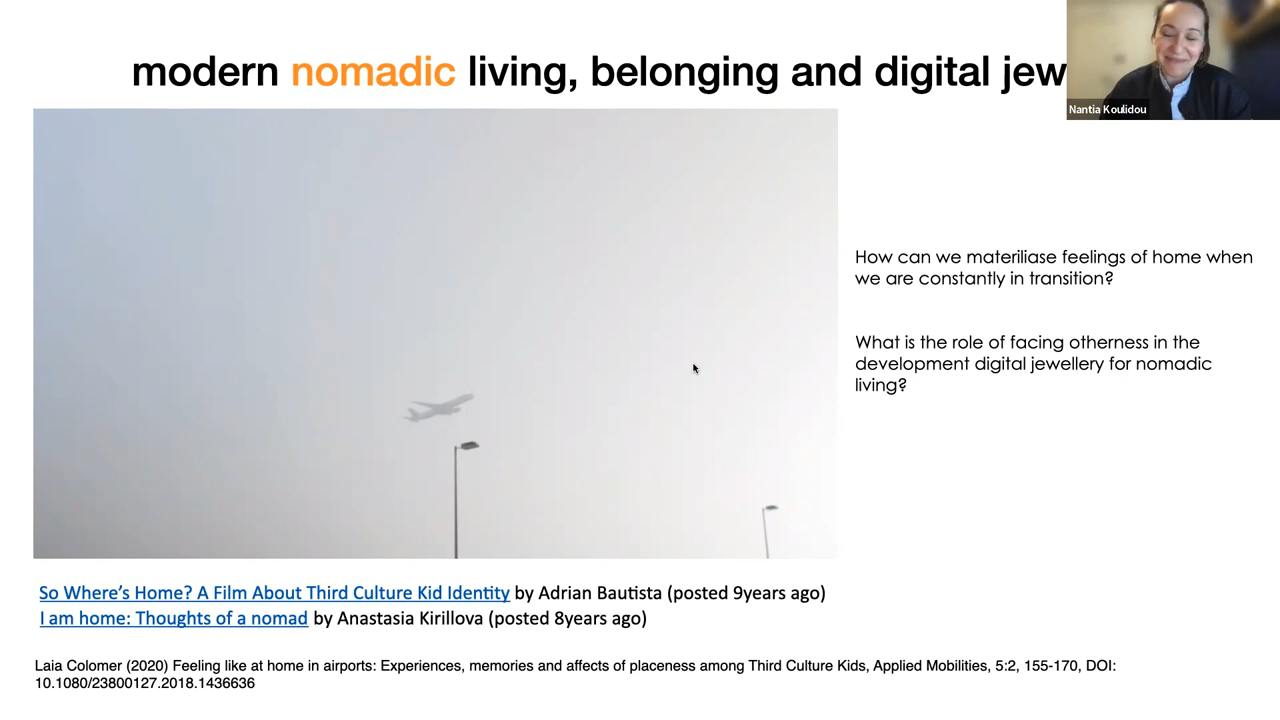 modern nomadic living, belonging and digital jew
Nantia Koulidou
How can we materiliase feelings of home when
we are constantly in transition?
What is the role of facing otherness in the
development digital jewellery for nomadic
living?
So Where's Home? A Film About Third Culture Kid Identity by Adrian Bautista (posted 9years ago)
I am home: Thoughts of a nomad by Anastasia Kirillova (posted 8years ago)
Laia Colomer (2020) Feeling like at home in airports: Experiences, memories and affects of placeness among Third Culture Kids, Applied Mobilities, 5:2, 155-170, DOI:
10.1080/23800127.2018.1436636